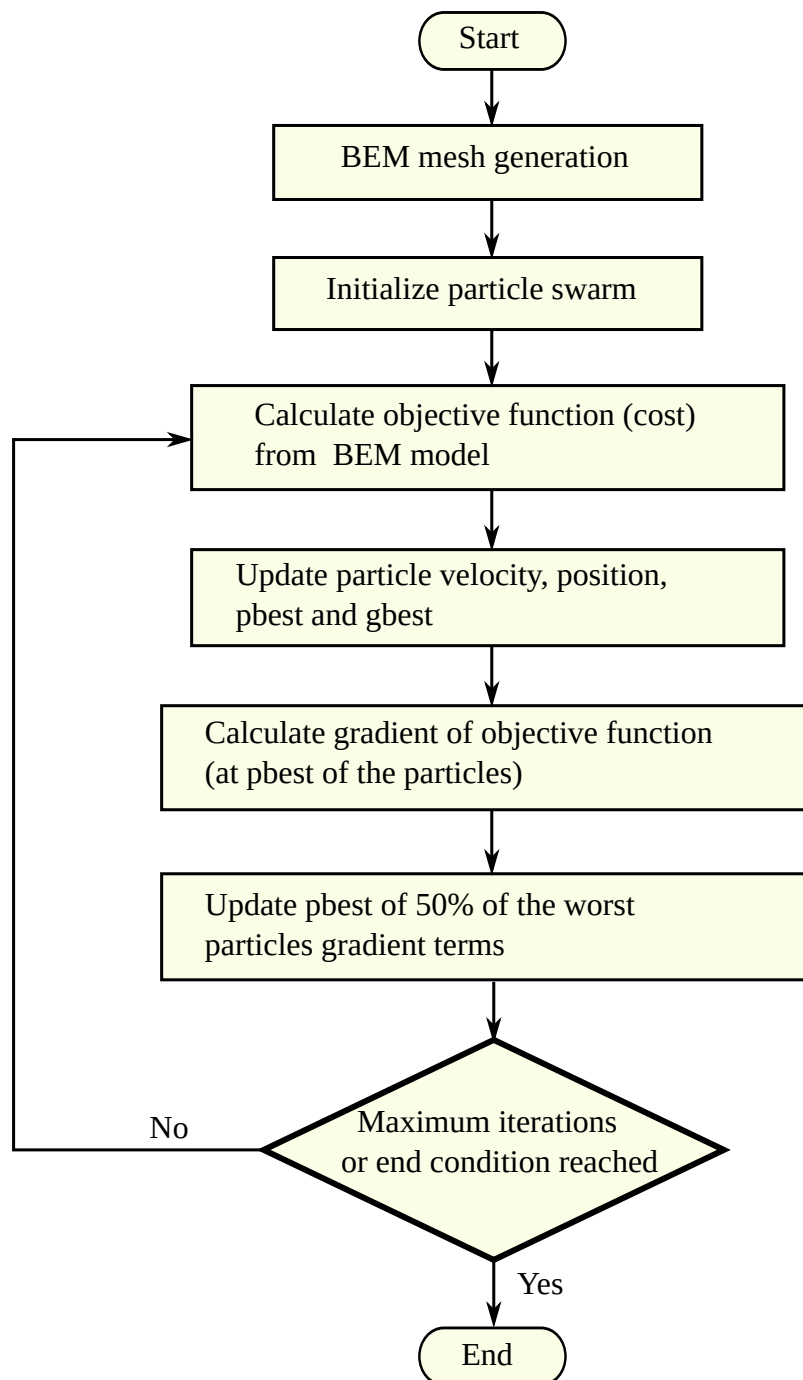 Start
BEM mesh generation
Initialize particle swarm
Calculate objective function (cost)
from BEM model
Update particle velocity, position,
pbest and gbest
Calculate gradient of objective function
(at pbest of the particles)
Update pbest of 50% of the worst
particles gradient terms
Maximum iterations
or end condition reached
No
Yes
End